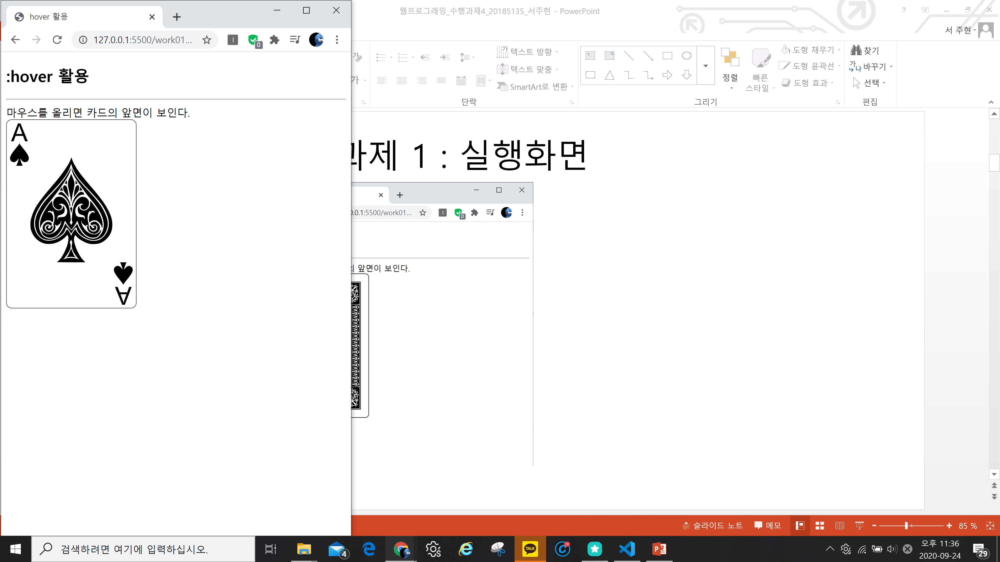 hover 활용
127.0.0.1:5500/work01...
I
0
:hover 활용
마우스를 올리면 카드의 앞면이 보인다.
A
A
웹프로그래밍_수행과제4_20185135_서주현 - PowerPoint
?
서 주현
가
가
텍스트 방향
텍스트 맞춤
SmartArt로 변환
단락
정렬
빠른
스타일
도형 채우기
도형 윤곽선
도형 효과
그리기
찾기
바꾸기
선택
편집
과제 1 : 실행화면
0.0.1:5500/work01...
I
0
의 앞면이 보인다.
슬라이드 노트
메모
85 %
검색하려면 여기에 입력하십시오.
4
TALK
오후 11:36
2020-09-24
29